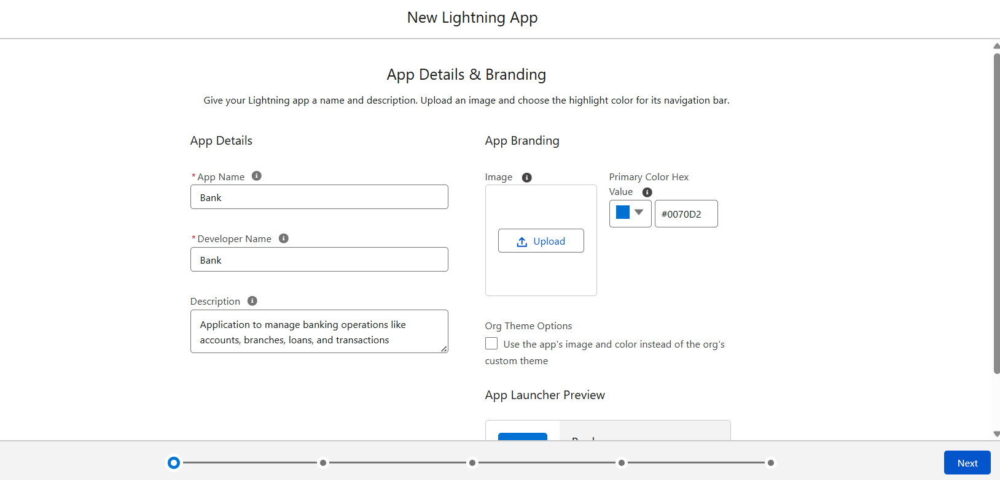 New Lightning App
App Details & Branding
Give your Lightning app a name and description. Upload an image and choose the highlight color for its navigation bar.
App Details
*App Name
Bank
*Developer Name
Bank
Description
Application to manage banking operations like
accounts, branches, loans, and transactions
App Branding
Image
Upload
Primary Color Hex
Value
#0070D2
Org Theme Options
Use the app's image and color instead of the org's
custom theme
App Launcher Preview
Next